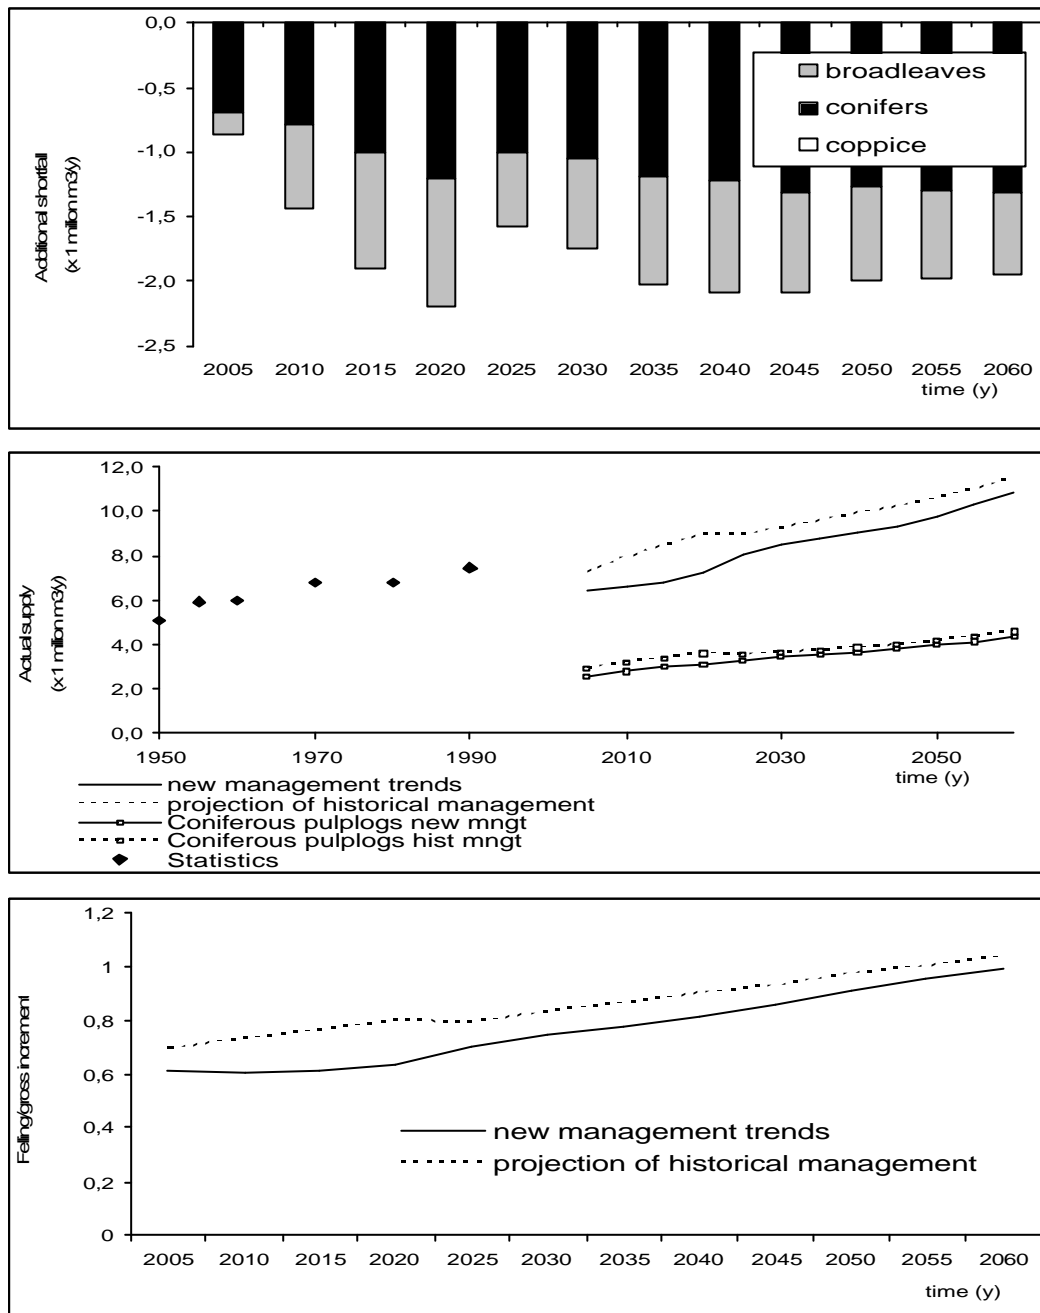 0,0
-0,5
-1,0
-1,5
-2,0
-2,5
Additional shortfall
(x 1 million m3/y)
broadleaves
conifers
coppice
2005 2010 2015 2020 2025 2030 2035 2040 2045 2050 2055 2060
time (y)
12,0
10,0
8,0
6,0
4,0
2,0
0,0
Actual supply
(x 1 million m3/y)
1950 1970 1990 2010 2030 2050
time (y)
new management trends
projection of historical management
Coniferous pulplogs new mngt
Coniferous pulplogs hist mngt
Statistics
1,2
1
0,8
0,6
0,4
0,2
0
Felling/gross increment
new management trends
projection of historical management
2005 2010 2015 2020 2025 2030 2035 2040 2045 2050 2055 2060
time (y)